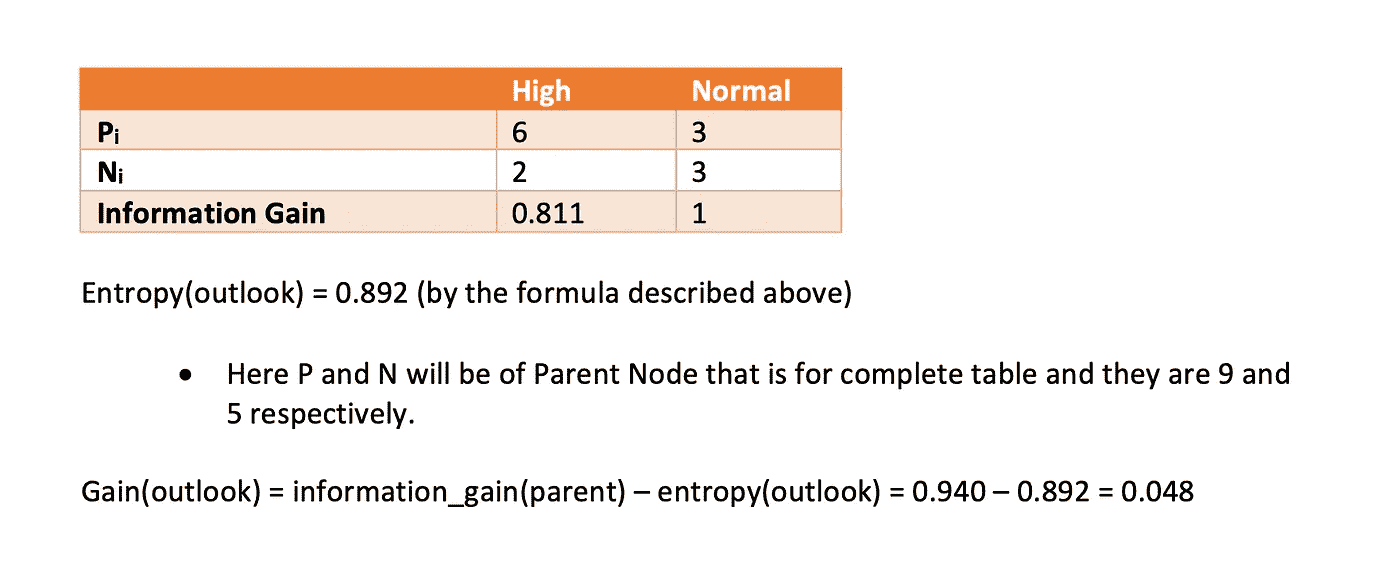 High Normal
Pi 6 3
Ni 2 3
Information Gain 0.811 1
Entropy(outlook) = 0.892 (by the formula described above)
• Here P and N will be of Parent Node that is for complete table and they are 9 and
5 respectively.
Gain(outlook) = information_gain(parent) – entropy(outlook) = 0.940 – 0.892 = 0.048